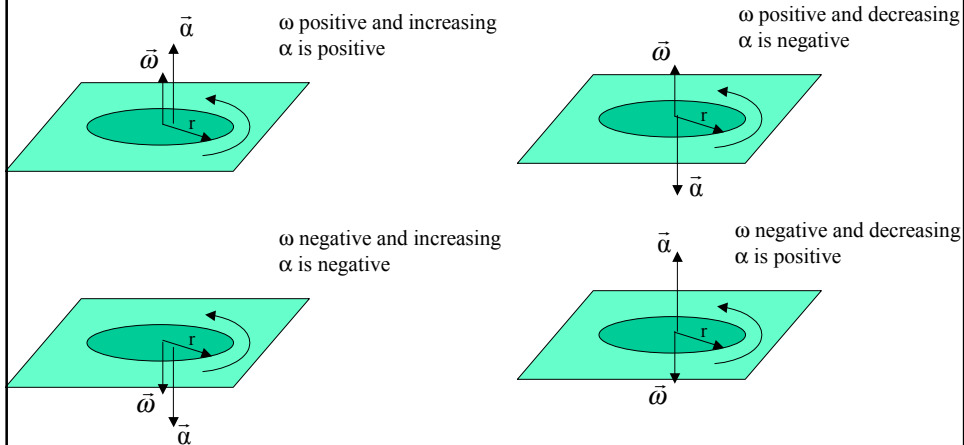 ω positive and increasing
α is positive
α⃗
ω⃗
r
ω positive and decreasing
α is negative
ω⃗
r
α⃗
ω negative and increasing
α is negative
r
ω⃗
α⃗
ω negative and decreasing
α is positive
α⃗
r
ω⃗